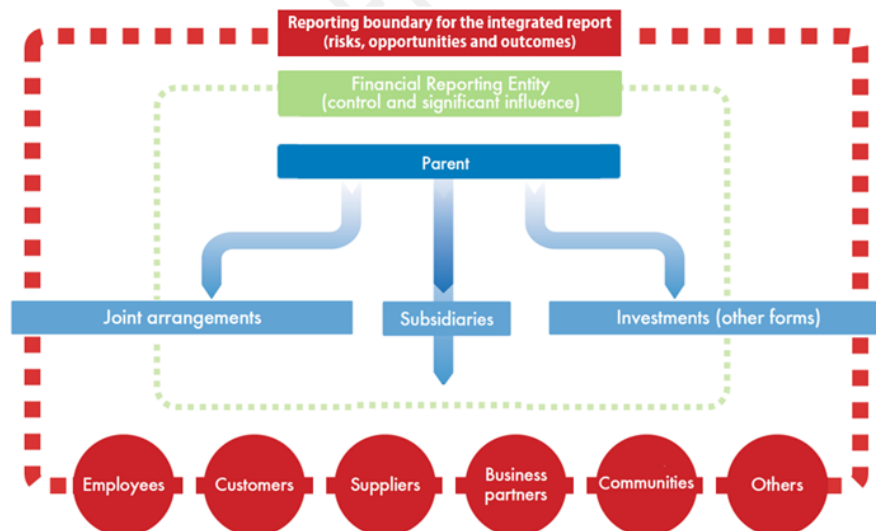 Reporting boundary for the integrated report
(risks, opportunities and outcomes)
Financial Reporting Entity
(control and significant influence)
Parent
Joint arrangements
Subsidiaries
Investments (other forms)
Employees
Customers
Suppliers
Business
partners
Communities
Others